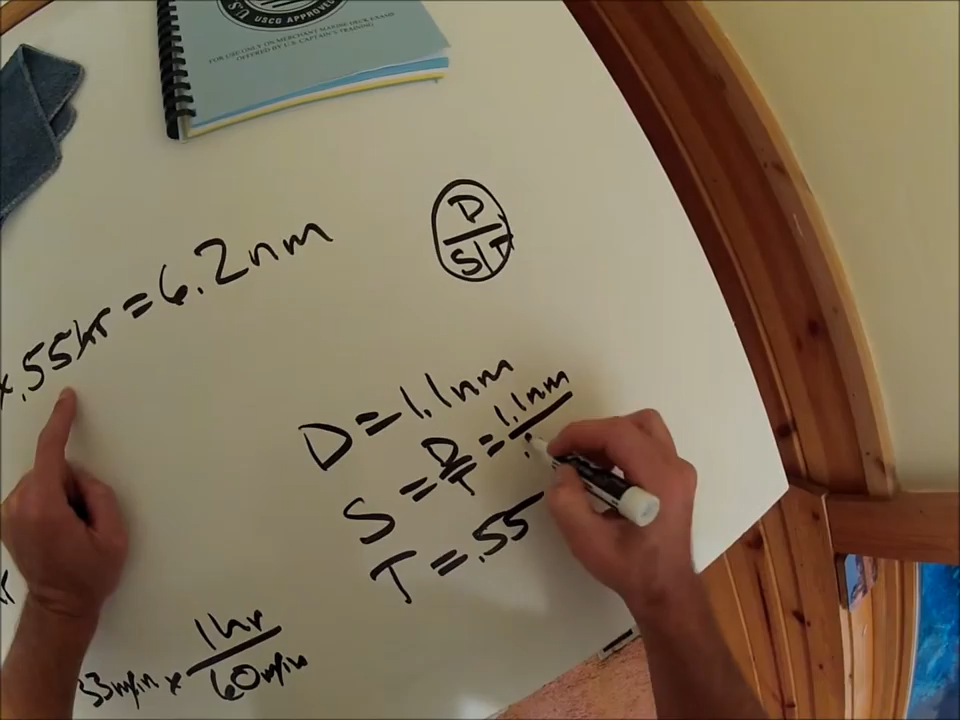 U.S.
USCG APPROVED
FOR USE ONLY IN MERCHANT MARINE DECK EXAM
OFFERED BY U.S. CAPTAIN'S TRAINING
D
S|T
x .55hr = 6.2nm
D = 1.1nm
S = D/T = 1.1nm/.
T = .55
33min x 1hr/60min